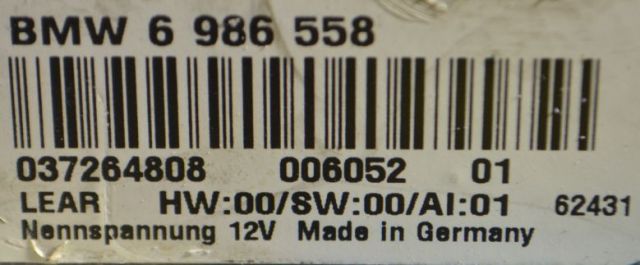 BMW 6 986 558
037264808 006052 01
LEAR HW:00/SW:00/AI:01 62431
Nennspannung 12V Made in Germany